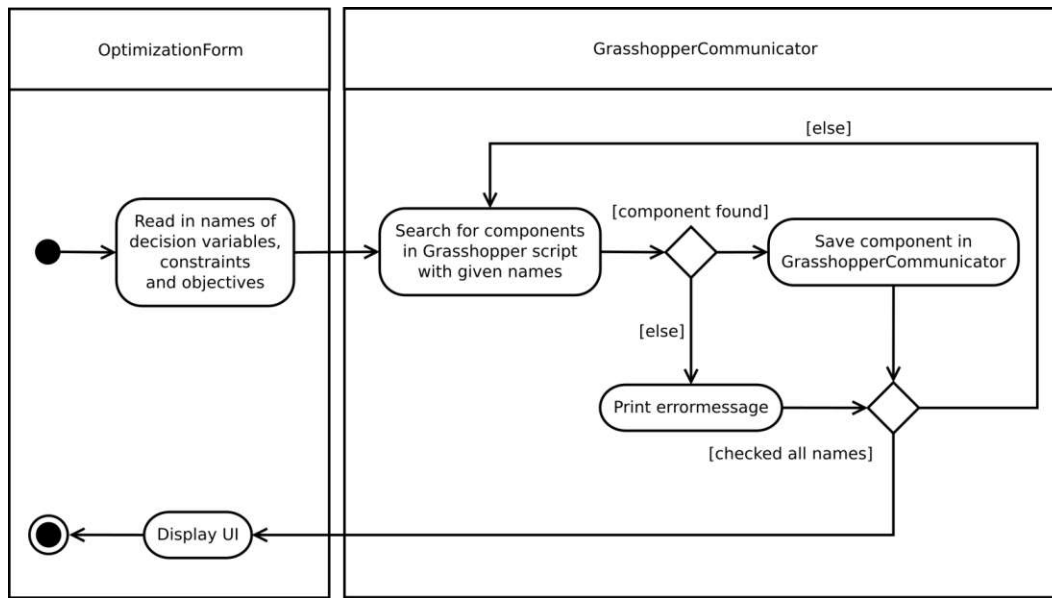 OptimizationForm
GrasshopperCommunicator
[else]
Read in names of
decision variables,
constraints
and objectives
Search for components
in Grasshopper script
with given names
[component found]
Save component in
GrasshopperCommunicator
[else]
Print errormessage
[checked all names]
Display UI